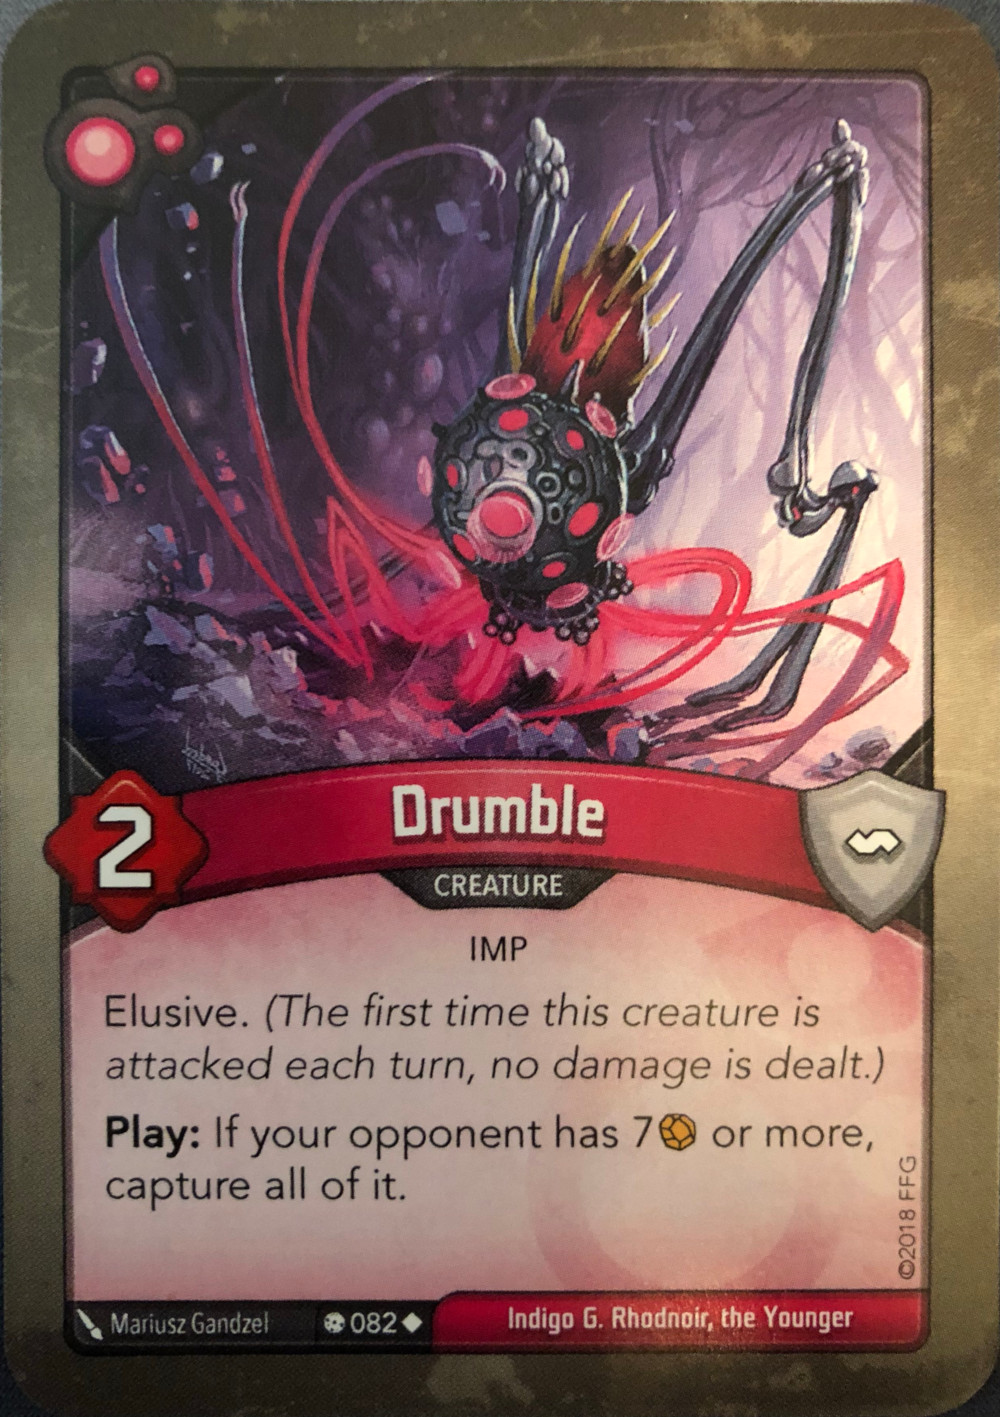 2
Drumble
CREATURE
IMP
Elusive. (The first time this creature is
attacked each turn, no damage is dealt.)
Play: If your opponent has 7 or more,
capture all of it.
©2018 FFG
Mariusz Gandzel
082
Indigo G. Rhodnoir, the Younger